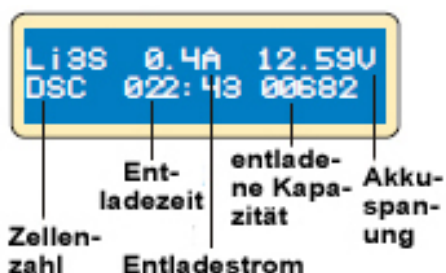 Li3S 0.4A 12.59V
DSC 022:43 00682
Ent-
ladezeit
entlade-
ne Kapa-
zität
Akku-
span-
ung
Zellen-
zahl
Entladestrom